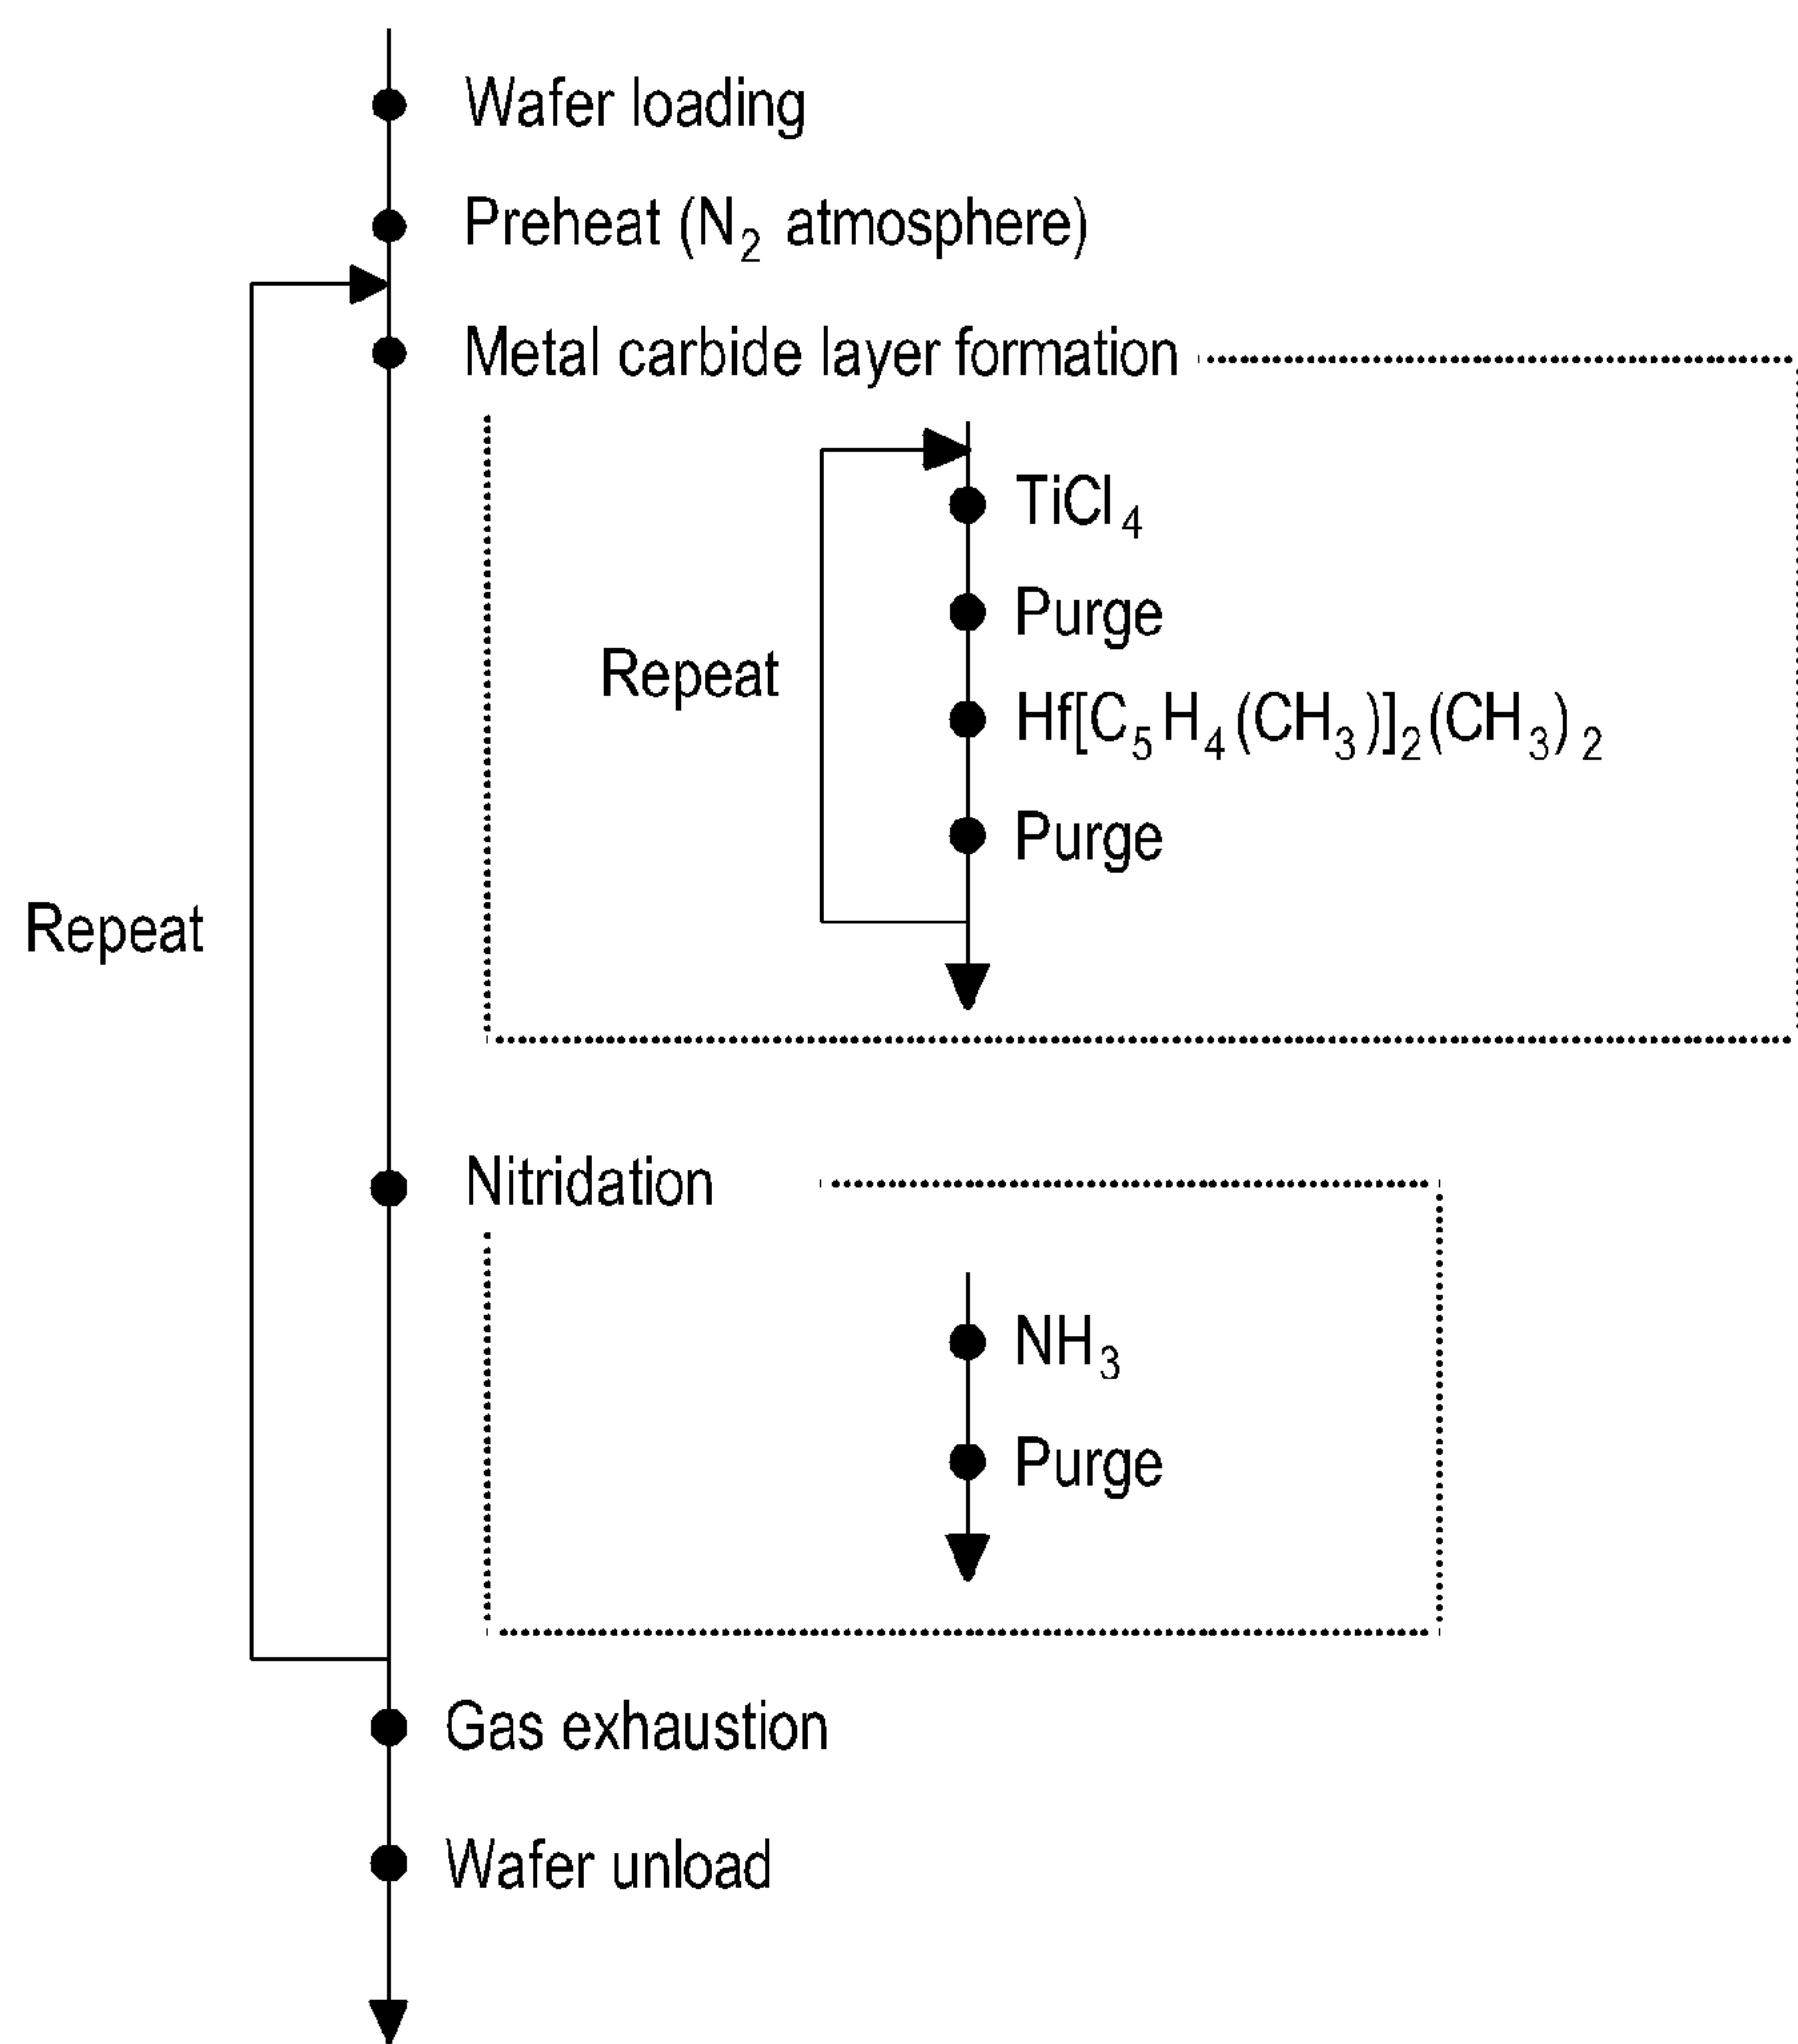 Wafer loading
Preheat (N₂ atmosphere)
Metal carbide layer formation
TiCl₄
Purge
Repeat
Hf[C₅H₄(CH₃)]₂(CH₃)₂
Purge
Repeat
Nitridation
NH₃
Purge
Gas exhaustion
Wafer unload